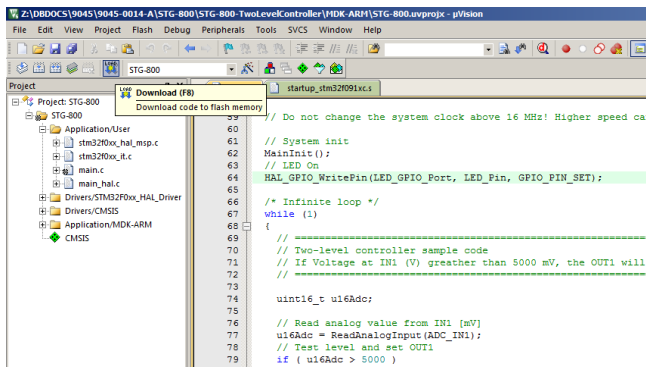 Z:\DBDOCS\9045\9045-0014-A\STG-800\STG-800-TwoLevelController\MDK-ARM\STG-800.uvprojx - µVision
File Edit View Project Flash Debug Peripherals Tools SVCS Window Help
STG-800
Project
startup_stm32f091xc.s
Download (F8)
Download code to flash memory
Project: STG-800
STG-800
Application/User
stm32f0xx_hal_msp.c
stm32f0xx_it.c
main.c
main_hal.c
Drivers/STM32F0xx_HAL_Driver
Drivers/CMSIS
Application/MDK-ARM
CMSIS
59 // Do not change the system clock above 16 MHz! Higher speed ca
60
61 // System init
62 MainInit();
63 // LED On
64 HAL_GPIO_WritePin(LED_GPIO_Port, LED_Pin, GPIO_PIN_SET);
65
66 /* Infinite loop */
67 while (1)
68 {
69 // =====================================================
70 // Two-level controller sample code
71 // If Voltage at IN1 (V) greather than 5000 mV, the OUT1 will
72 // =====================================================
73
74 uint16_t u16Adc;
75
76 // Read analog value from IN1 [mV]
77 u16Adc = ReadAnalogInput(ADC_IN1);
78 // Test level and set OUT1
79 if ( u16Adc > 5000 )